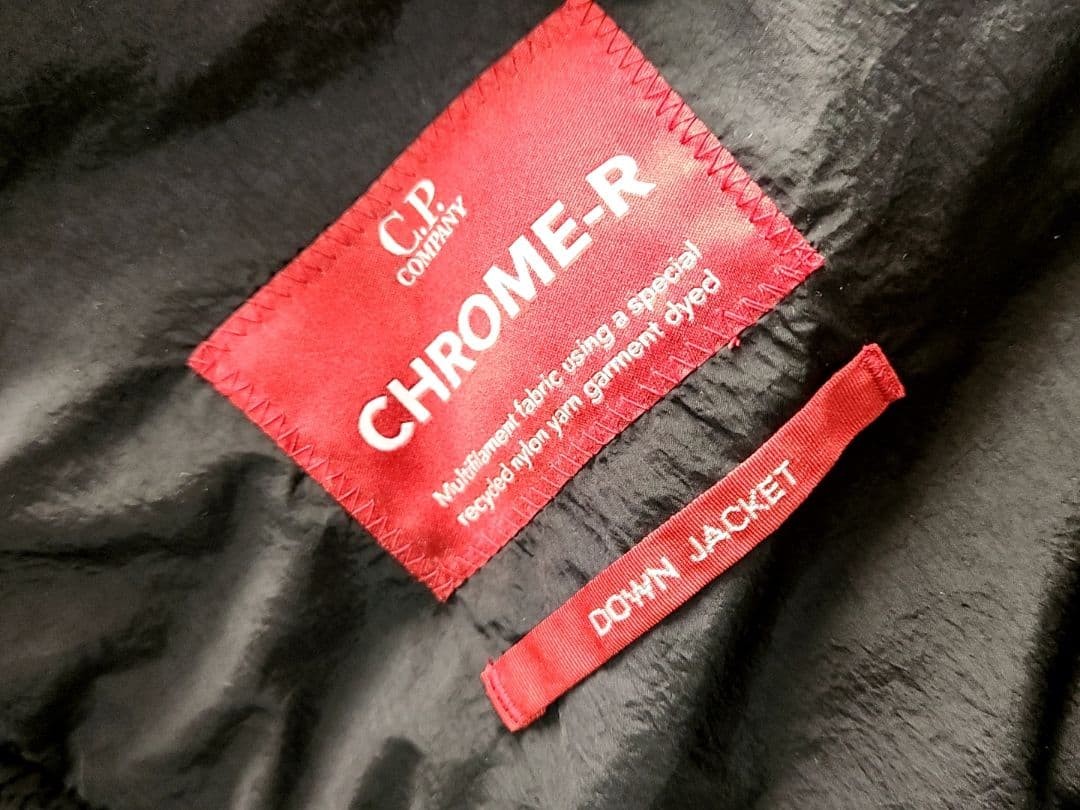 C.P.
COMPANY
CHROME-R
Multifilament fabric using a special
recycled nylon yarn garment dyed
DOWN JACKET